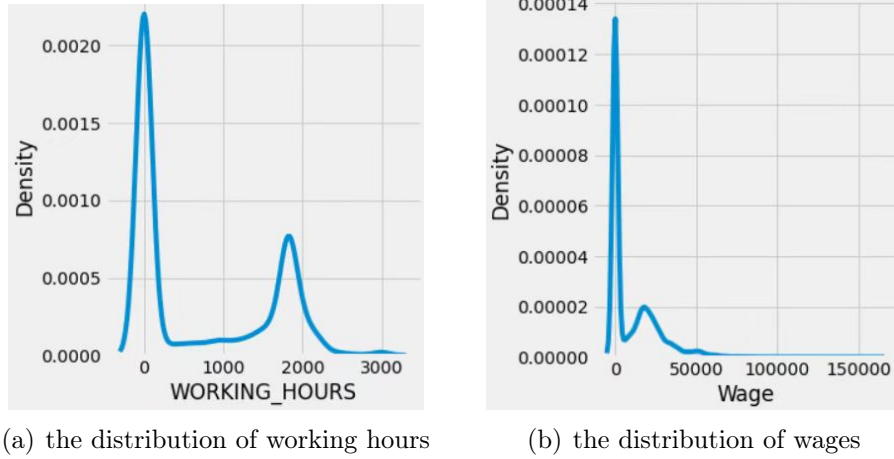 0.0020
0.0015
0.0010
0.0005
0.0000
Density
0 1000 2000 3000
WORKING_HOURS
(a) the distribution of working hours
0.00014
0.00012
0.00010
0.00008
0.00006
0.00004
0.00002
0.00000
Density
0 50000 100000 150000
Wage
(b) the distribution of wages